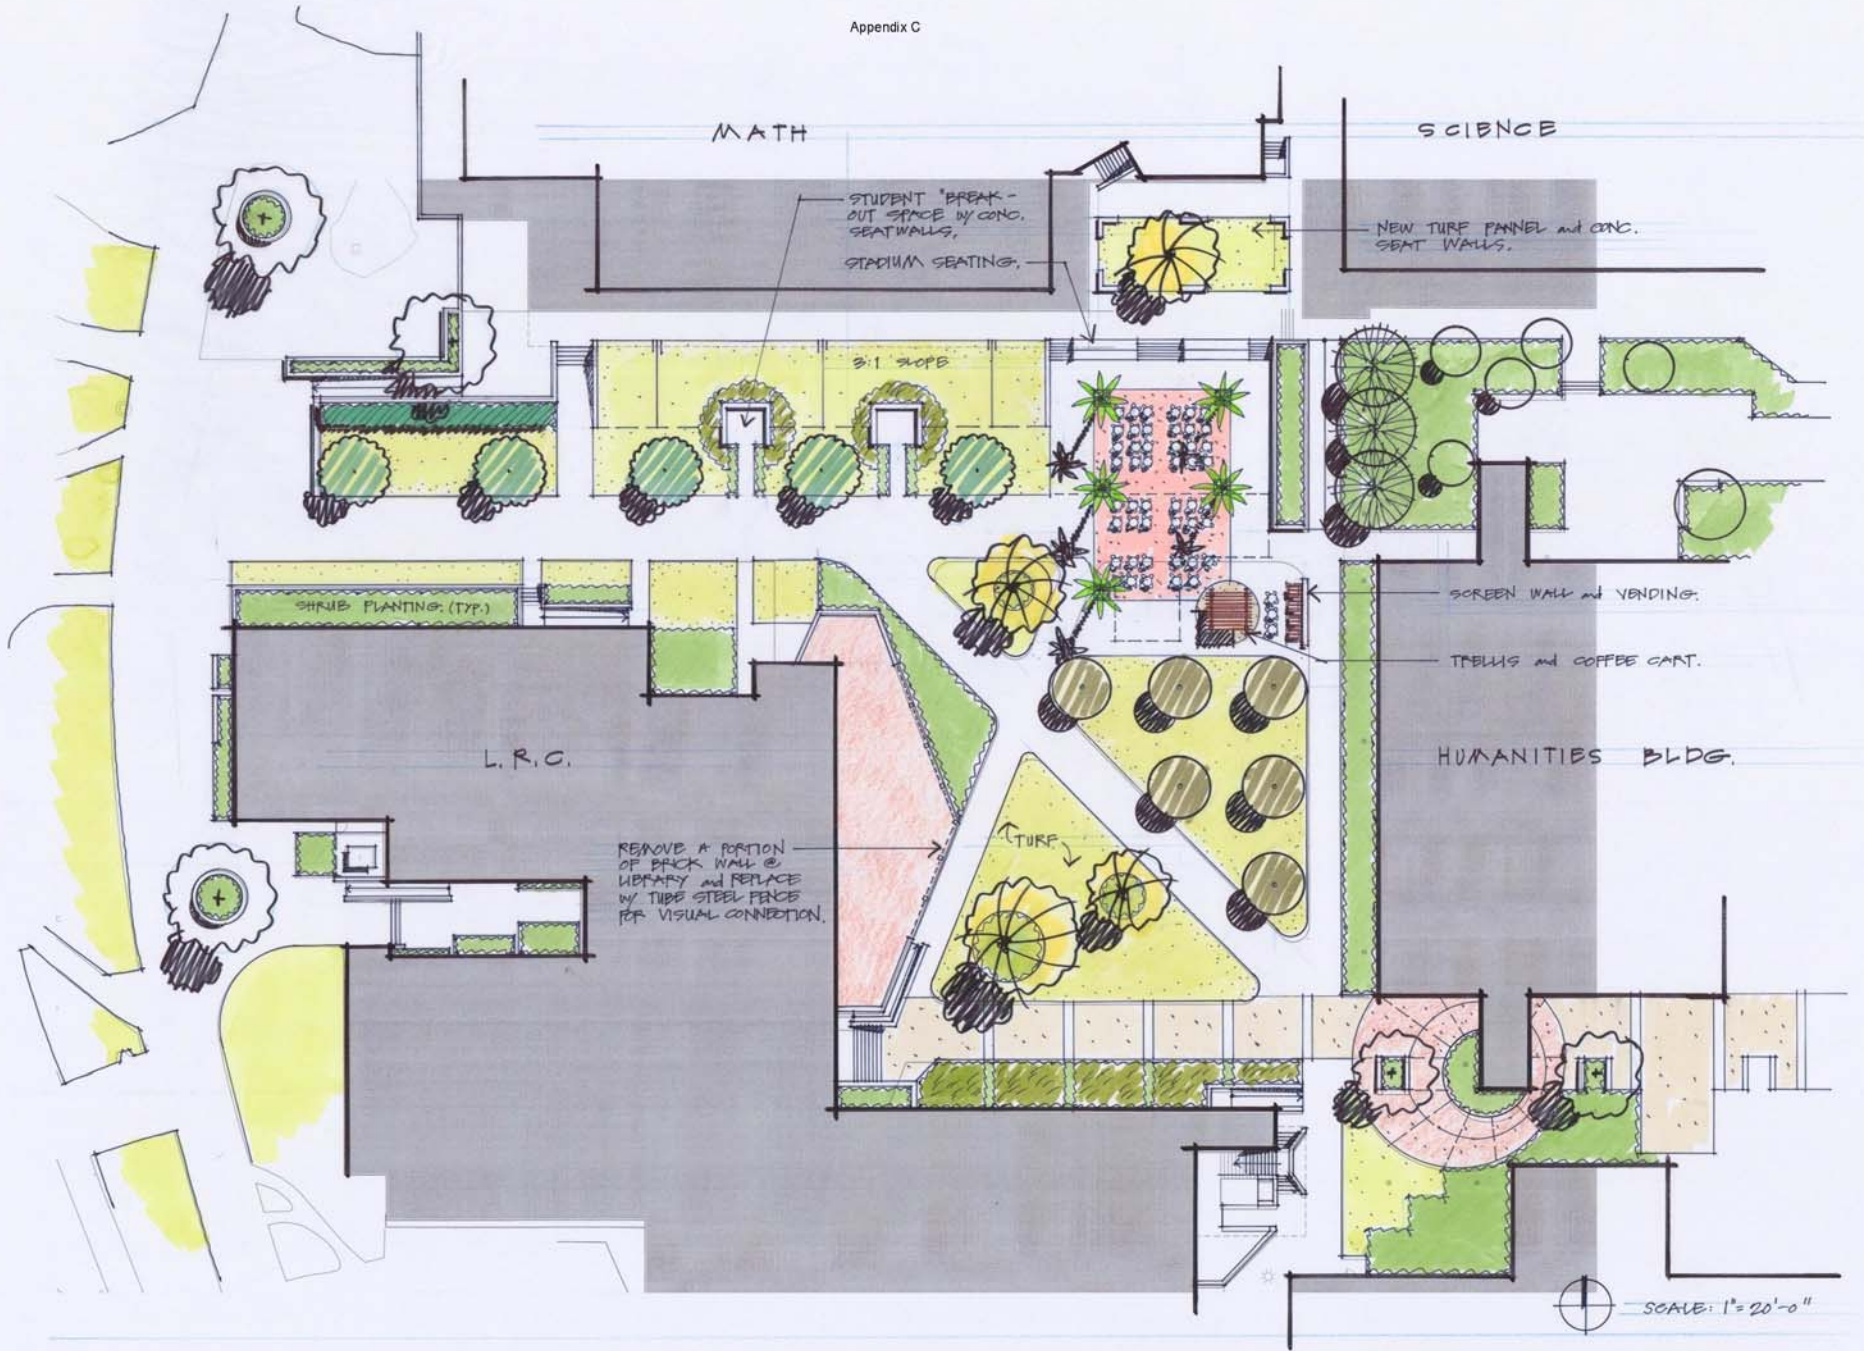 Appendix C
MATH
SCIENCE
STUDENT "BREAK-
OUT SPACE W/ CONC.
SEATWALLS.
STADIUM SEATING.
NEW TURF PANNEL and CONC.
SEAT WALLS.
3:1 SLOPE
SHRUB PLANTING. (TYP.)
SCREEN WALL and VENDING.
TRELLIS and COFFEE CART.
L.R.C.
HUMANITIES BLDG.
REMOVE A PORTION
OF BRICK WALL @
LIBRARY and REPLACE
W/ TUBE STEEL FENCE
FOR VISUAL CONNECTION.
TURF
SCALE: 1"=20'-0"